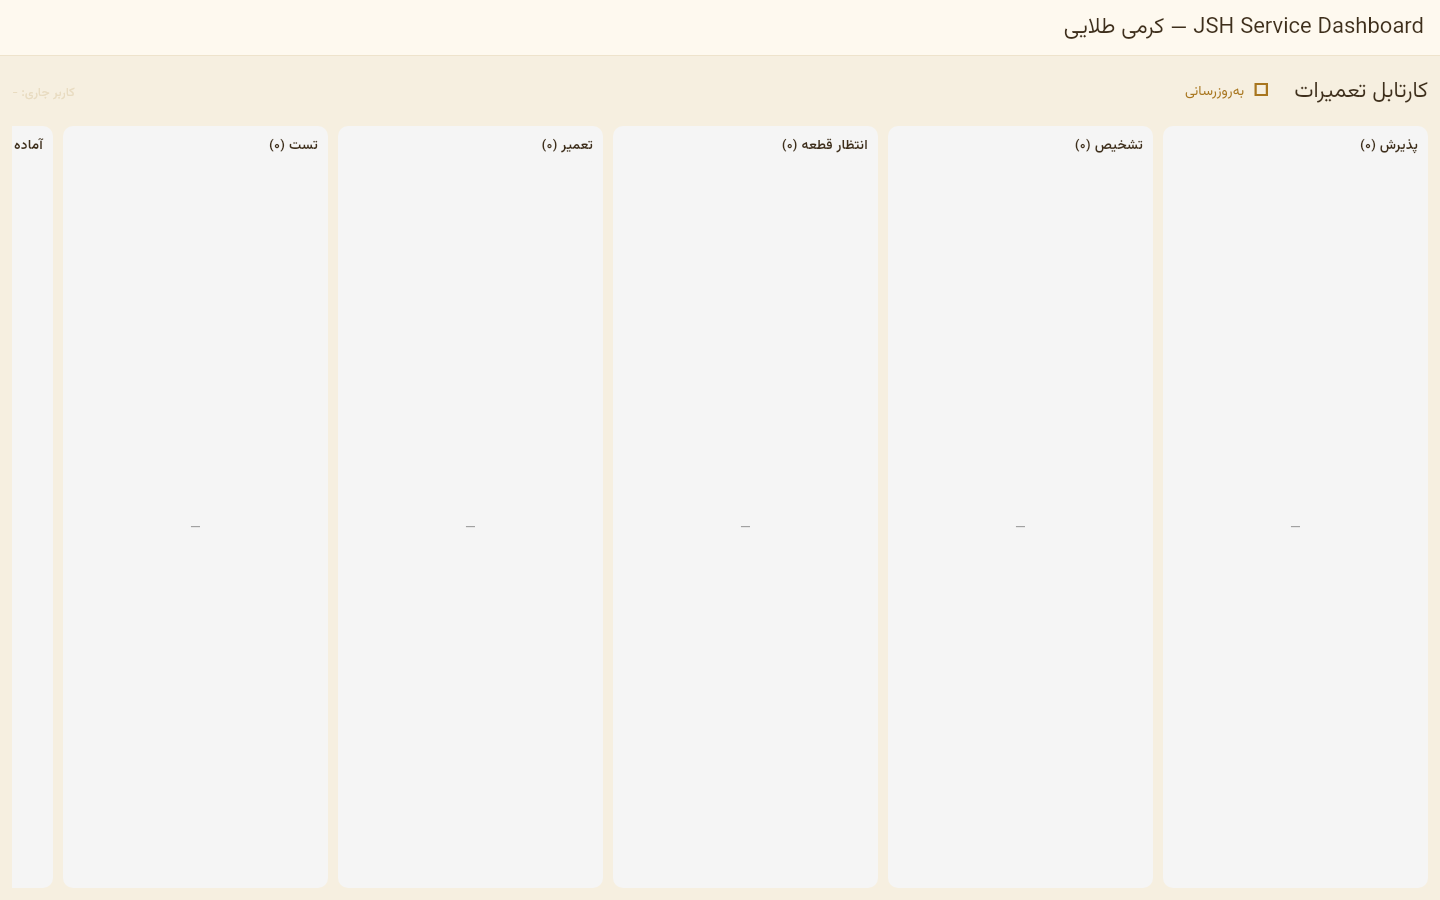 JSH Service Dashboard — کرمی طلایی
کارتابل تعمیرات
به‌روزرسانی
کاربر جاری: -
پذیرش (۰)
تشخیص (۰)
انتظار قطعه (۰)
تعمیر (۰)
تست (۰)
آماده
—
—
—
—
—